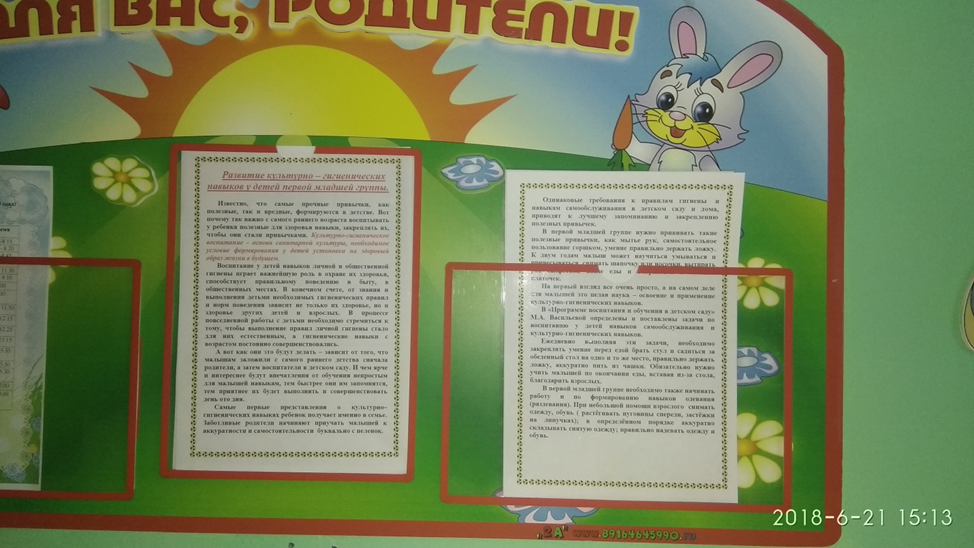 ДЛЯ ВАС, РОДИТЕЛИ!
Развитие культурно – гигиенических
навыков у детей первой младшей группы.
Известно, что самые прочные привычки, как
полезные, так и вредные, формируются в детстве. Вот
почему так важно с самого раннего возраста воспитывать
у ребенка полезные для здоровья навыки, закреплять их,
чтобы они стали привычками. Культурно-гигиеническое
воспитание – основа санитарной культуры, необходимое
условие формирования у детей установки на здоровый
образ жизни в будущем.
Воспитание у детей навыков личной и общественной
гигиены играет важнейшую роль в охране их здоровья,
способствует правильному поведению в быту, в
общественных местах. В конечном счете, от знания и
выполнения детьми необходимых гигиенических правил
и норм поведения зависит не только их здоровье, но и
здоровье других детей и взрослых. В процессе
повседневной работы с детьми необходимо стремиться к
тому, чтобы выполнение правил личной гигиены стало
для них естественным, а гигиенические навыки с
возрастом постоянно совершенствовались.
А вот как они это будут делать – зависит от того, что
малышам заложили с самого раннего детства сначала
родители, а затем воспитатели в детском саду. И чем ярче
и интереснее будут впечатления от обучения непростым
для малышей навыкам, тем быстрее они им запомнятся,
тем приятнее их будет выполнять и совершенствовать
день ото дня.
Самые первые представления о культурно-
гигиенических навыках ребенок получает именно в семье.
Заботливые родители начинают приучать малышей к
аккуратности и самостоятельности буквально с пеленок.
Одинаковые требования к правилам гигиены и
навыкам самообслуживания в детском саду и дома,
приводят к лучшему запоминанию и закреплению
полезных привычек.
В первой младшей группе нужно прививать такие
полезные привычки, как мытье рук, самостоятельное
пользование горшком, умение правильно держать ложку.
К двум годам малыш может научиться умываться и
причесываться, снимать шапочку или носочки, вытирать
еды и
платочек.
На первый взгляд все очень просто, а на самом деле
для малышей это целая наука – освоение и применение
культурно-гигиенических навыков.
В «Программе воспитания и обучения в детском саду»
М.А. Васильевой определены и поставлены задачи по
воспитанию у детей навыков самообслуживания и
культурно-гигиенических навыков.
Ежедневно выполняя эти задачи, необходимо
закреплять умение перед едой брать стул и садиться за
обеденный стол на одно и то же место, правильно держать
ложку, аккуратно пить из чашки. Обязательно нужно
учить малышей по окончании еды, вставая из-за стола,
благодарить взрослых.
В первой младшей группе необходимо также начинать
работу и по формированию навыков одевания
(раздевания). При небольшой помощи взрослого снимать
одежду, обувь ( расстёгивать пуговицы спереди, застёжки
на липучках); в определённом порядке аккуратно
складывать снятую одежду; правильно надевать одежду и
обувь.
„2А" www.89164645990.ru
2018-6-21 15:13